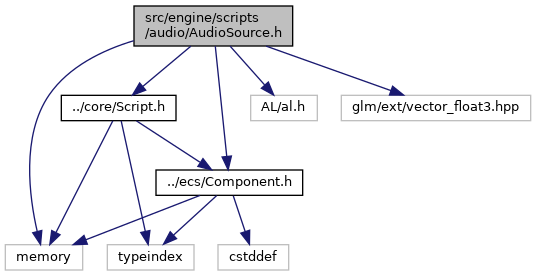 src/engine/scripts
/audio/AudioSource.h
../core/Script.h
AL/al.h
glm/ext/vector_float3.hpp
../ecs/Component.h
memory
typeindex
cstddef